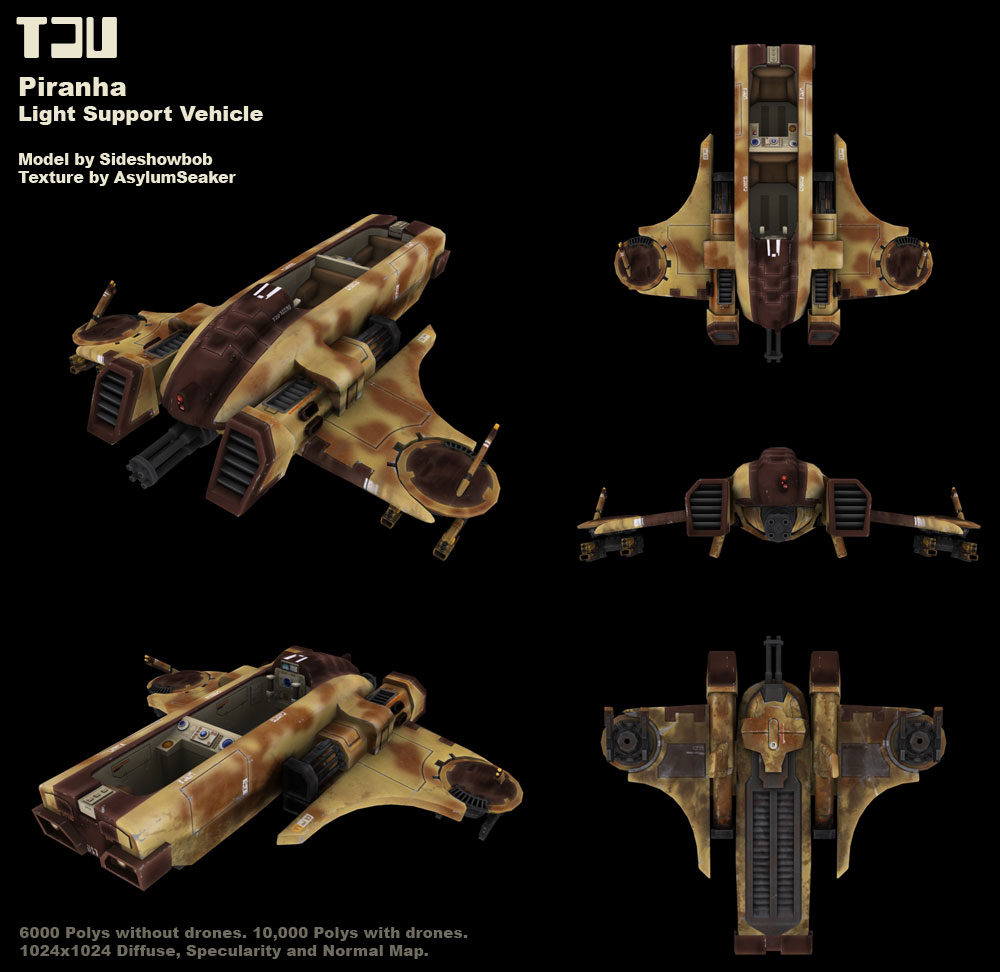 TCU
Piranha
Light Support Vehicle
Model by Sideshowbob
Texture by AsylumSeaker
6000 Polys without drones. 10,000 Polys with drones.
1024x1024 Diffuse, Specularity and Normal Map.